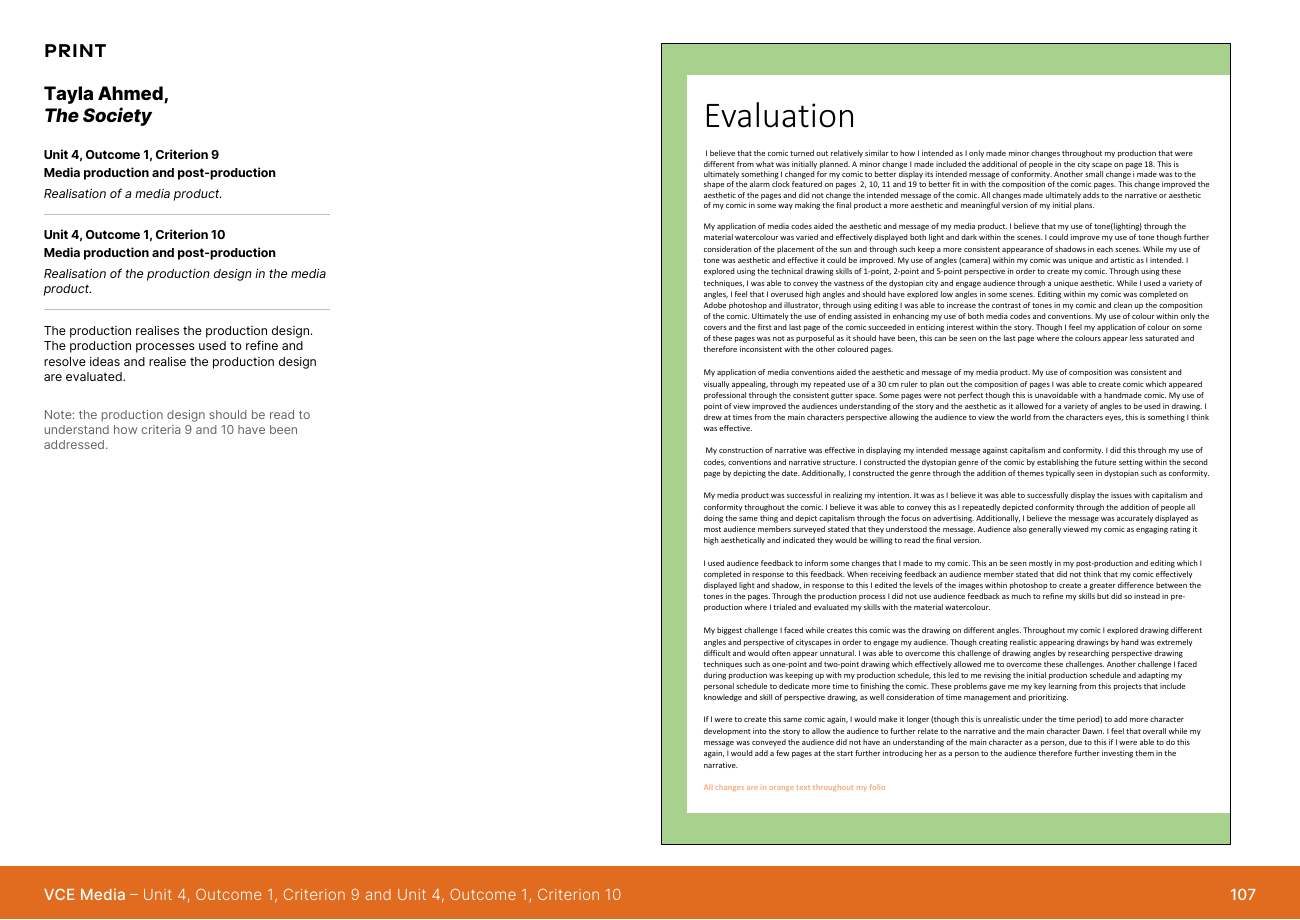 PRINT
Tayla Ahmed,
The Society
Unit 4, Outcome 1, Criterion 9
Media production and post-production
Realisation of a media product.
Unit 4, Outcome 1, Criterion 10
Media production and post-production
Realisation of the production design in the media
product.
The production realises the production design.
The production processes used to refine and
resolve ideas and realise the production design
are evaluated.
Note: the production design should be read to
understand how criteria 9 and 10 have been
addressed.
Evaluation
I believe that the comic turned out relatively similar to how I intended as I only made minor changes throughout my production that were
different from what was initially planned. A minor change I made included the additional of people in the city scape on page 18. This is
ultimately something I changed for my comic to better display its intended message of conformity. Another small change i made was to the
shape of the alarm clock featured on pages 2, 10, 11 and 19 to better fit in with the composition of the comic pages. This change improved the
aesthetic of the pages and did not change the intended message of the comic. All changes made ultimately adds to the narrative or aesthetic
of my comic in some way making the final product a more aesthetic and meaningful version of my initial plans.
My application of media codes aided the aesthetic and message of my media product. I believe that my use of tone(lighting) through the
material watercolour was varied and effectively displayed both light and dark within the scenes. I could improve my use of tone though further
consideration of the placement of the sun and through such keep a more consistent appearance of shadows in each scenes. While my use of
tone was aesthetic and effective it could be improved. My use of angles (camera) within my comic was unique and artistic as I intended. I
explored using the technical drawing skills of 1-point, 2-point and 5-point perspective in order to create my comic. Through using these
techniques, I was able to convey the vastness of the dystopian city and engage audience through a unique aesthetic. While I used a variety of
angles, I feel that I overused high angles and should have explored low angles in some scenes. Editing within my comic was completed on
Adobe photoshop and illustrator, through using editing I was able to increase the contrast of tones in my comic and clean up the composition
of the comic. Ultimately the use of ending assisted in enhancing my use of both media codes and conventions. My use of colour within only the
covers and the first and last page of the comic succeeded in enticing interest within the story. Though I feel my application of colour on some
of these pages was not as purposeful as it should have been, this can be seen on the last page where the colours appear less saturated and
therefore inconsistent with the other coloured pages.
My application of media conventions aided the aesthetic and message of my media product. My use of composition was consistent and
visually appealing, through my repeated use of a 30 cm ruler to plan out the composition of pages I was able to create comic which appeared
professional through the consistent gutter space. Some pages were not perfect though this is unavoidable with a handmade comic. My use of
point of view improved the audiences understanding of the story and the aesthetic as it allowed for a variety of angles to be used in drawing. I
drew at times from the main characters perspective allowing the audience to view the world from the characters eyes, this is something I think
was effective.
My construction of narrative was effective in displaying my intended message against capitalism and conformity. I did this through my use of
codes, conventions and narrative structure. I constructed the dystopian genre of the comic by establishing the future setting within the second
page by depicting the date. Additionally, I constructed the genre through the addition of themes typically seen in dystopian such as conformity.
My media product was successful in realizing my intention. It was as I believe it was able to successfully display the issues with capitalism and
conformity throughout the comic. I believe it was able to convey this as I repeatedly depicted conformity through the addition of people all
doing the same thing and depict capitalism through the focus on advertising. Additionally, I believe the message was accurately displayed as
most audience members surveyed stated that they understood the message. Audience also generally viewed my comic as engaging rating it
high aesthetically and indicated they would be willing to read the final version.
I used audience feedback to inform some changes that I made to my comic. This an be seen mostly in my post-production and editing which I
completed in response to this feedback. When receiving feedback an audience member stated that did not think that my comic effectively
displayed light and shadow, in response to this I edited the levels of the images within photoshop to create a greater difference between the
tones in the pages. Through the production process I did not use audience feedback as much to refine my skills but did so instead in pre-
production where I trialed and evaluated my skills with the material watercolour.
My biggest challenge I faced while creates this comic was the drawing on different angles. Throughout my comic I explored drawing different
angles and perspective of cityscapes in order to engage my audience. Though creating realistic appearing drawings by hand was extremely
difficult and would often appear unnatural. I was able to overcome this challenge of drawing angles by researching perspective drawing
techniques such as one-point and two-point drawing which effectively allowed me to overcome these challenges. Another challenge I faced
during production was keeping up with my production schedule, this led to me revising the initial production schedule and adapting my
personal schedule to dedicate more time to finishing the comic. These problems gave me my key learning from this projects that include
knowledge and skill of perspective drawing, as well consideration of time management and prioritizing.
If I were to create this same comic again, I would make it longer (though this is unrealistic under the time period) to add more character
development into the story to allow the audience to further relate to the narrative and the main character Dawn. I feel that overall while my
message was conveyed the audience did not have an understanding of the main character as a person, due to this if I were able to do this
again, I would add a few pages at the start further introducing her as a person to the audience therefore further investing them in the
narrative.
All changes are in orange text throughout my folio
VCE Media – Unit 4, Outcome 1, Criterion 9 and Unit 4, Outcome 1, Criterion 10
107